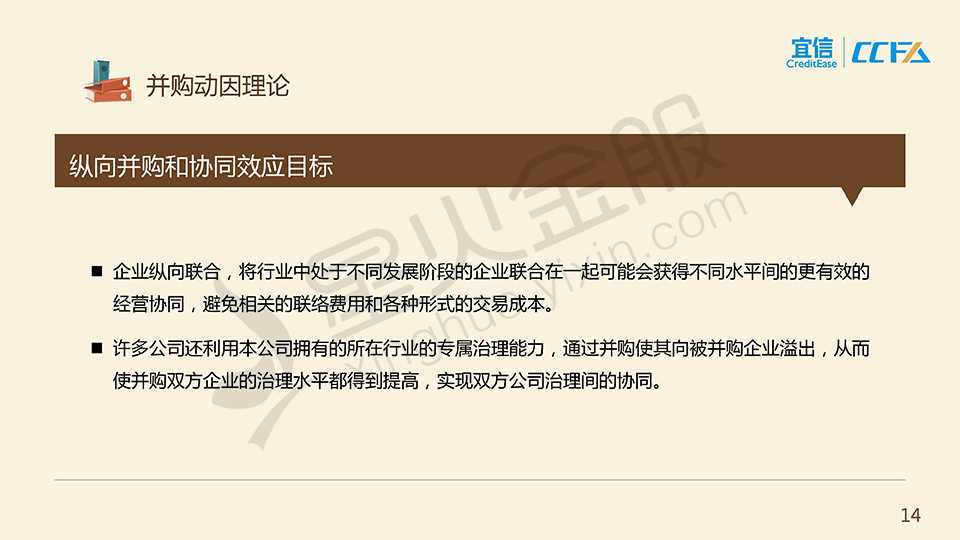 宜信
CreditEase
CCFA
并购动因理论
纵向并购和协同效应目标
星火金服
xinghuo.yixin.com
■ 企业纵向联合，将行业中处于不同发展阶段的企业联合在一起可能会获得不同水平间的更有效的
经营协同，避免相关的联络费用和各种形式的交易成本。
■ 许多公司还利用本公司拥有的所在行业的专属治理能力，通过并购使其向被并购企业溢出，从而
使并购双方企业的治理水平都得到提高，实现双方公司治理间的协同。
14